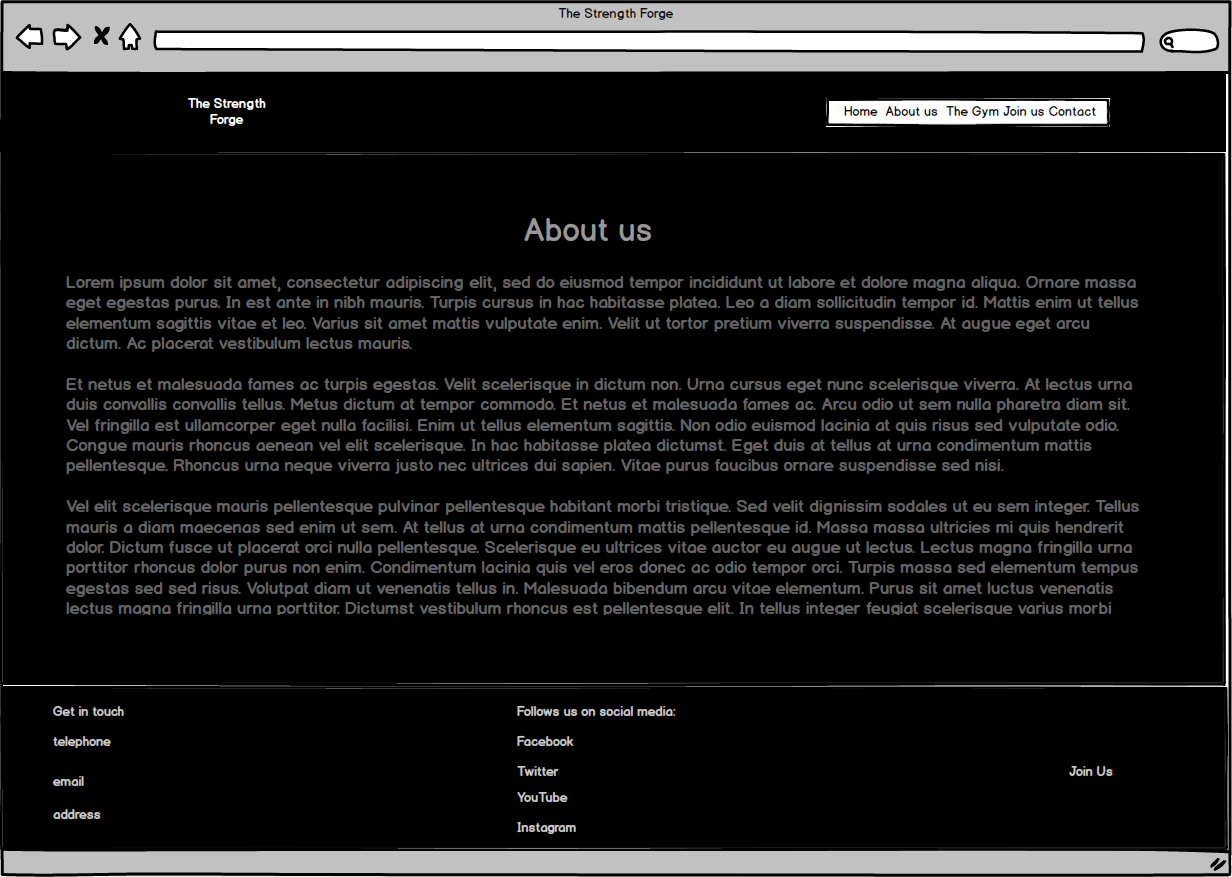 The Strength Forge
The Strength
Forge
Home About us The Gym Join us Contact
About us
Lorem ipsum dolor sit amet, consectetur adipiscing elit, sed do eiusmod tempor incididunt ut labore et dolore magna aliqua. Ornare massa
eget egestas purus. In est ante in nibh mauris. Turpis cursus in hac habitasse platea. Leo a diam sollicitudin tempor id. Mattis enim ut tellus
elementum sagittis vitae et leo. Varius sit amet mattis vulputate enim. Velit ut tortor pretium viverra suspendisse. At augue eget arcu
dictum. Ac placerat vestibulum lectus mauris.
Et netus et malesuada fames ac turpis egestas. Velit scelerisque in dictum non. Urna cursus eget nunc scelerisque viverra. At lectus urna
duis convallis convallis tellus. Metus dictum at tempor commodo. Et netus et malesuada fames ac. Arcu odio ut sem nulla pharetra diam sit.
Vel fringilla est ullamcorper eget nulla facilisi. Enim ut tellus elementum sagittis. Non odio euismod lacinia at quis risus sed vulputate odio.
Congue mauris rhoncus aenean vel elit scelerisque. In hac habitasse platea dictumst. Eget duis at tellus at urna condimentum mattis
pellentesque. Rhoncus urna neque viverra justo nec ultrices dui sapien. Vitae purus faucibus ornare suspendisse sed nisi.
Vel elit scelerisque mauris pellentesque pulvinar pellentesque habitant morbi tristique. Sed velit dignissim sodales ut eu sem integer. Tellus
mauris a diam maecenas sed enim ut sem. At tellus at urna condimentum mattis pellentesque id. Massa massa ultricies mi quis hendrerit
dolor. Dictum fusce ut placerat orci nulla pellentesque. Scelerisque eu ultrices vitae auctor eu augue ut lectus. Lectus magna fringilla urna
porttitor rhoncus dolor purus non enim. Condimentum lacinia quis vel eros donec ac odio tempor orci. Turpis massa sed elementum tempus
egestas sed sed risus. Volutpat diam ut venenatis tellus in. Malesuada bibendum arcu vitae elementum. Purus sit amet luctus venenatis
lectus magna fringilla urna porttitor. Dictumst vestibulum rhoncus est pellentesque elit. In tellus integer feugiat scelerisque varius morbi
Get in touch
telephone
email
address
Follows us on social media:
Facebook
Twitter
YouTube
Instagram
Join Us